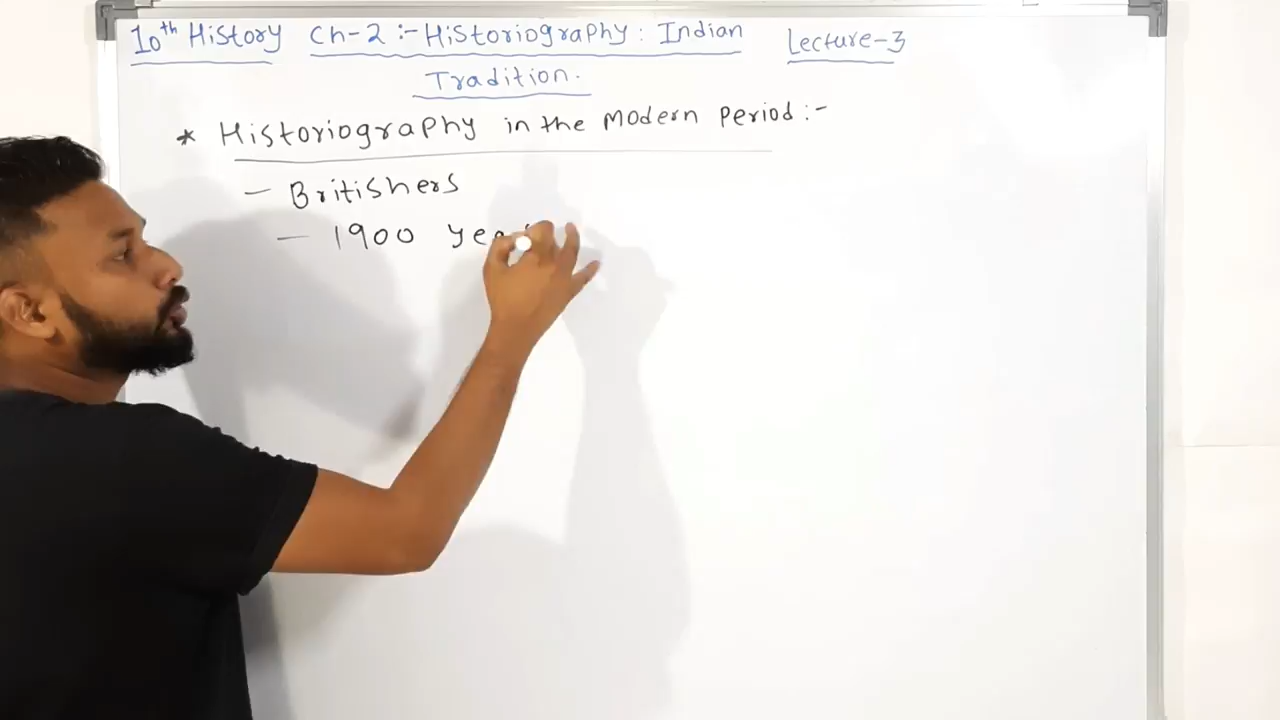 10th History Ch-2 :- Historiography : Indian Lecture-3
Tradition.
* Historiography in the modern Period :-
- Britishers
- 1900